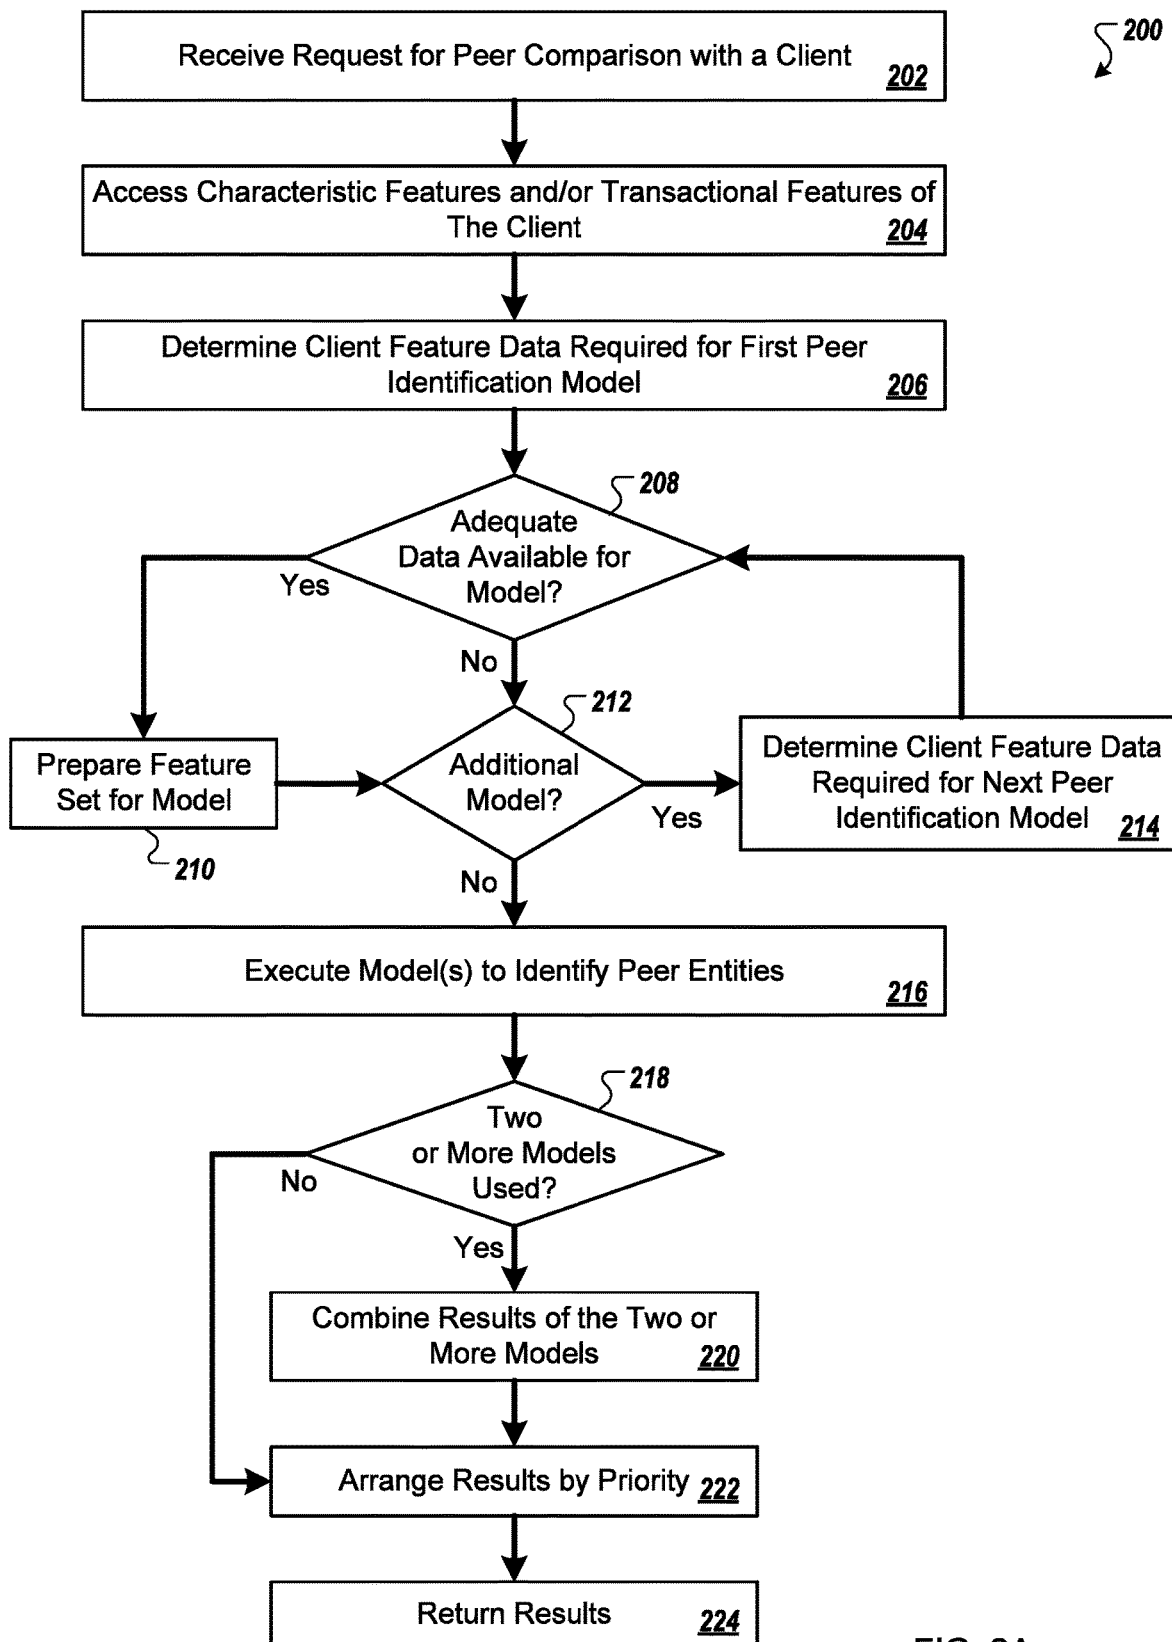 200
Receive Request for Peer Comparison with a Client
202
Access Characteristic Features and/or Transactional Features of
The Client
204
Determine Client Feature Data Required for First Peer
Identification Model
206
208
Adequate
Data Available for
Model?
Yes
No
212
Prepare Feature
Set for Model
210
Additional
Model?
Yes
Determine Client Feature Data
Required for Next Peer
Identification Model
214
No
Execute Model(s) to Identify Peer Entities
216
218
Two
or More Models
Used?
No
Yes
Combine Results of the Two or
More Models
220
Arrange Results by Priority
222
Return Results
224